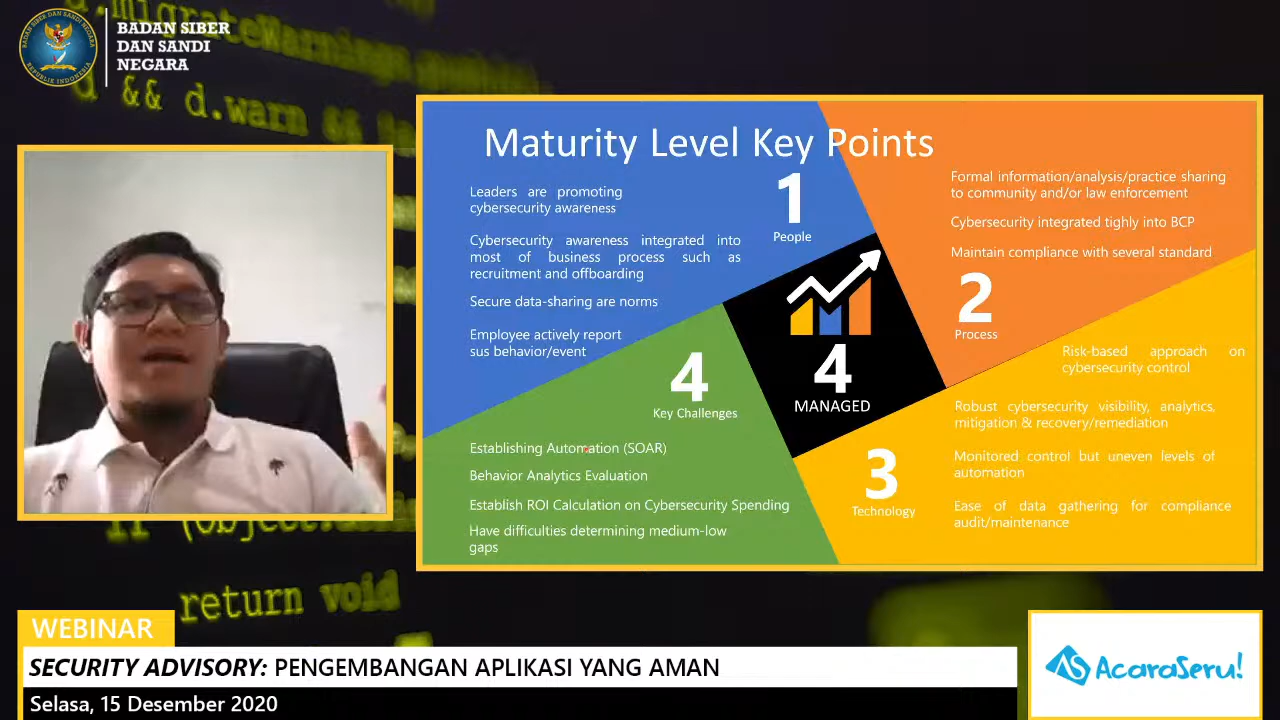 BADAN SIBER
DAN SANDI
NEGARA
REPUBLIK INDONESIA
d && d.warn &&
Maturity Level Key Points
Leaders are promoting
cybersecurity awareness
Cybersecurity awareness integrated into
most of business process such as
recruitment and offboarding
Secure data-sharing are norms
Employee actively report
sus behavior/event
1
People
Formal information/analysis/practice sharing
to community and/or law enforcement
Cybersecurity integrated tighly into BCP
Maintain compliance with several standard
2
Process
4
MANAGED
Risk-based approach on
cybersecurity control
Robust cybersecurity visibility, analytics,
mitigation & recovery/remediation
Monitored control but uneven levels of
automation
Ease of data gathering for compliance
audit/maintenance
3
Technology
4
Key Challenges
Establishing Automation (SOAR)
Behavior Analytics Evaluation
Establish ROI Calculation on Cybersecurity Spending
Have difficulties determining medium-low
gaps
return void
WEBINAR
SECURITY ADVISORY: PENGEMBANGAN APLIKASI YANG AMAN
Selasa, 15 Desember 2020
AS AcaraSeru!